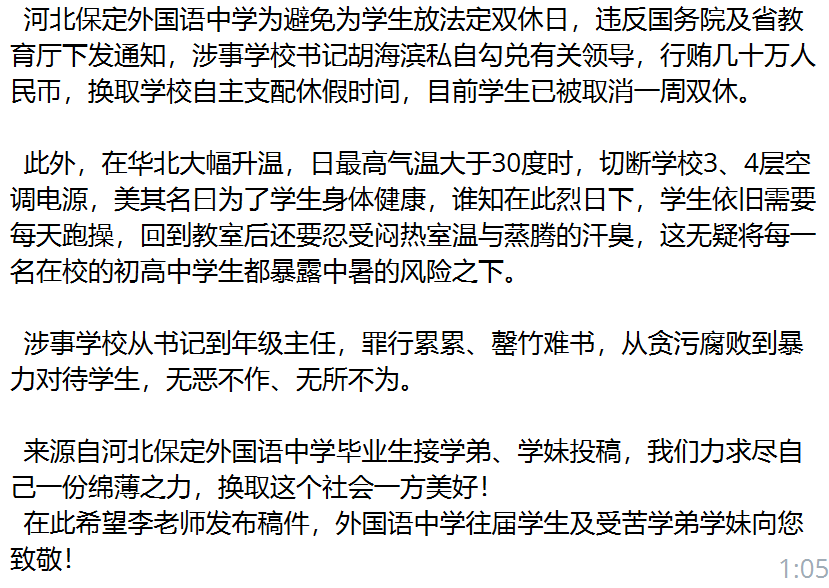 河北保定外国语中学为避免为学生放法定双休日，违反国务院及省教
育厅下发通知，涉事学校书记胡海滨私自勾兑有关领导，行贿几十万人
民币，换取学校自主支配休假时间，目前学生已被取消一周双休。
此外，在华北大幅升温，日最高气温大于30度时，切断学校3、4层空
调电源，美其名曰为了学生身体健康，谁知在此烈日下，学生依旧需要
每天跑操，回到教室后还要忍受闷热室温与蒸腾的汗臭，这无疑将每一
名在校的初高中学生都暴露中暑的风险之下。
涉事学校从书记到年级主任，罪行累累、罄竹难书，从贪污腐败到暴
力对待学生，无恶不作、无所不为。
来源自河北保定外国语中学毕业生接学弟、学妹投稿，我们力求尽自
己一份绵薄之力，换取这个社会一方美好！
在此希望李老师发布稿件，外国语中学往届学生及受苦学弟学妹向您
致敬！
1:05